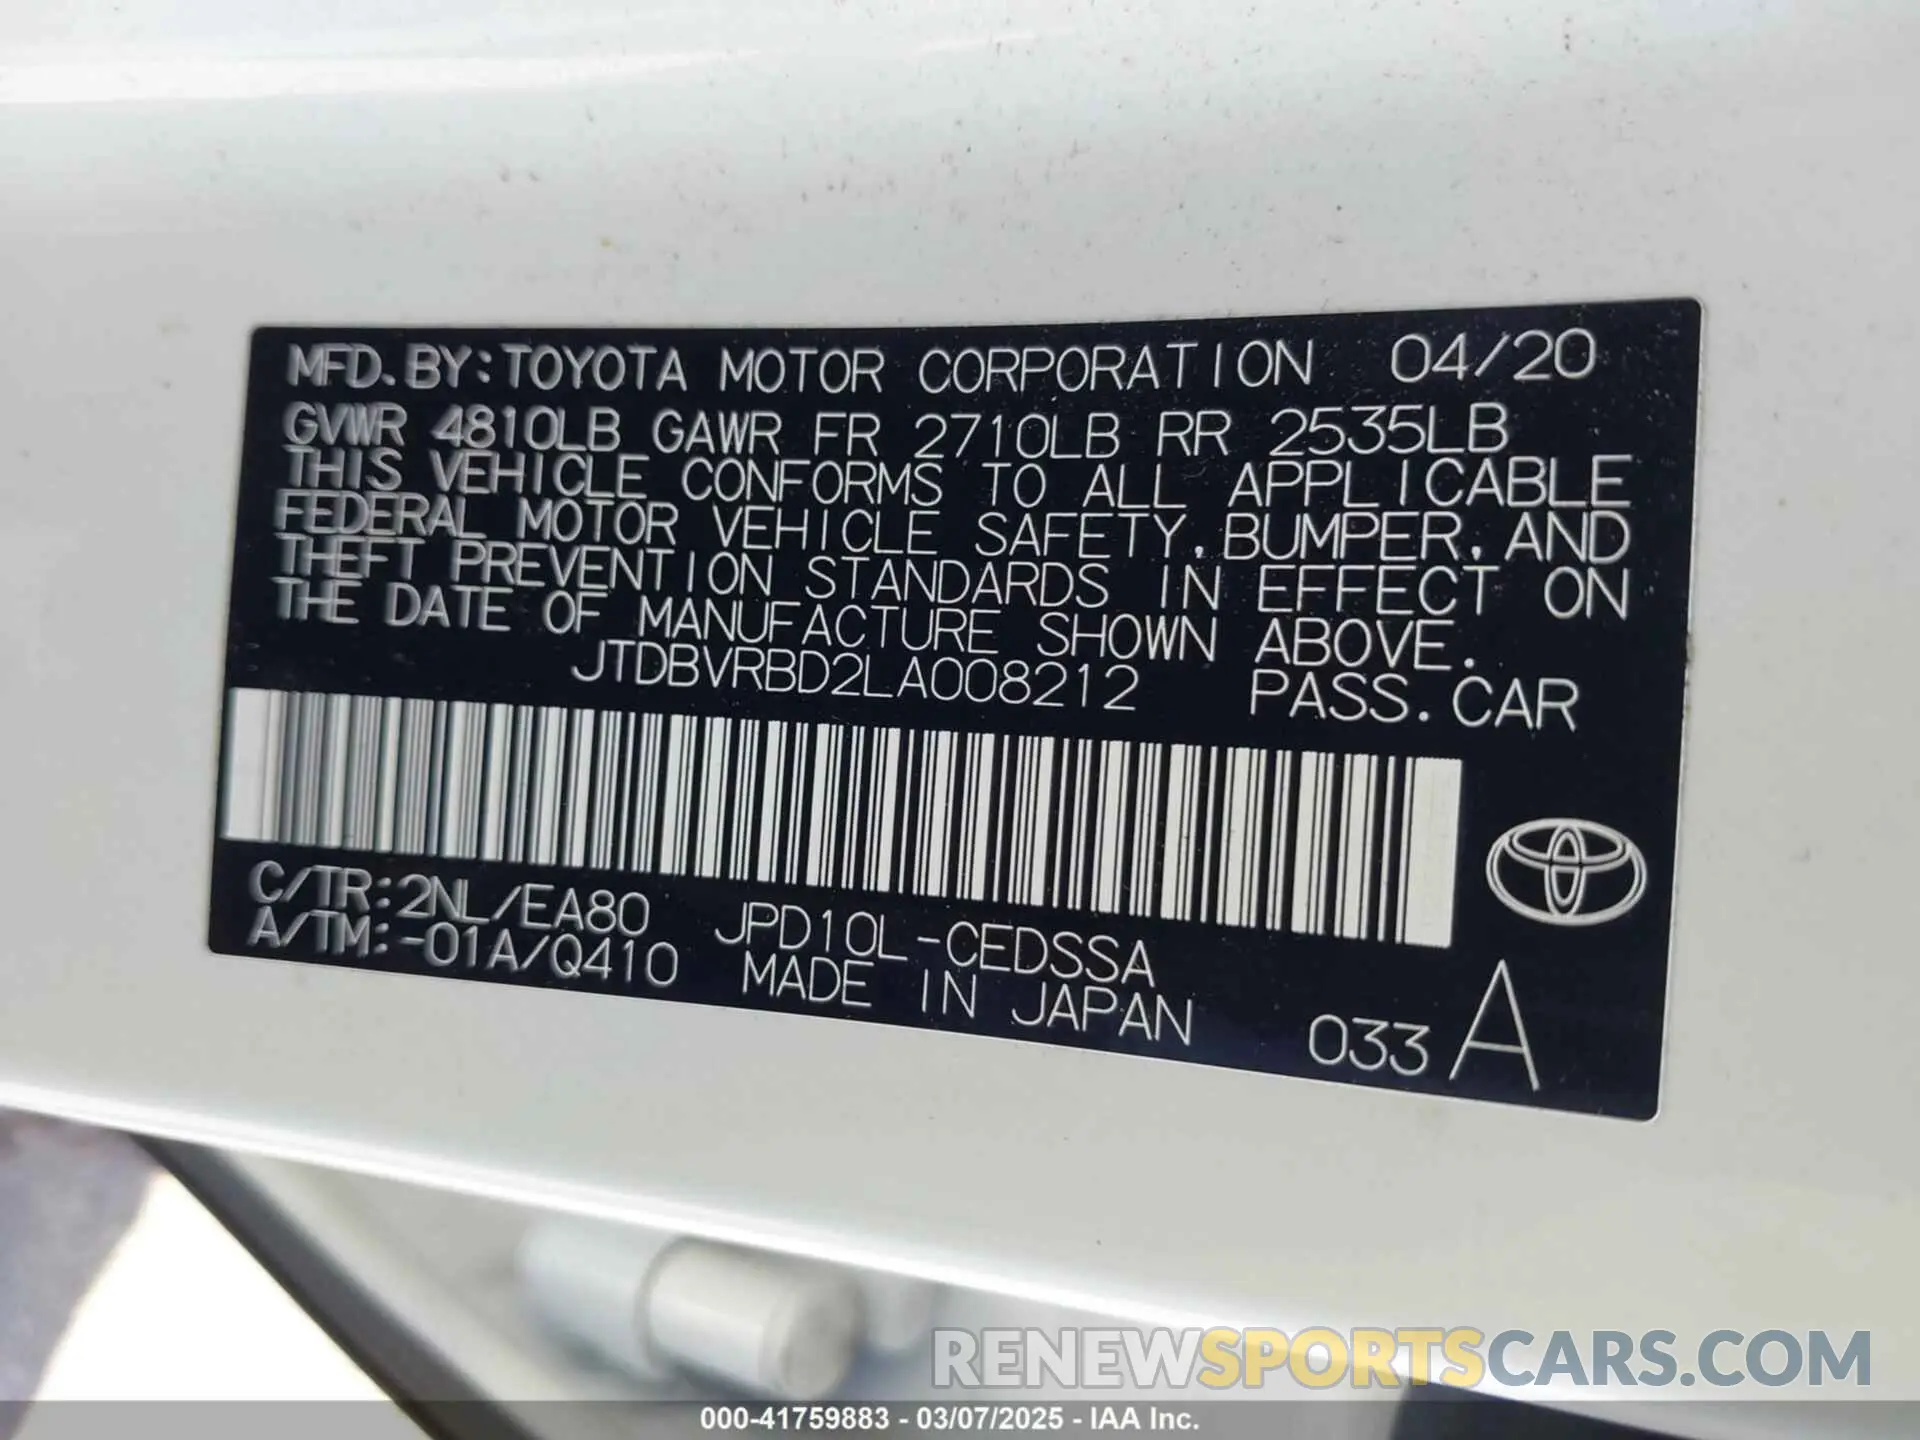 MFD.BY:TOYOTA MOTOR CORPORATION 04/20
GVWR 4810LB GAWR FR 2710LB RR 2535LB
THIS VEHICLE CONFORMS TO ALL APPLICABLE
FEDERAL MOTOR VEHICLE SAFETY,BUMPER,AND
THEFT PREVENTION STANDARDS IN EFFECT ON
THE DATE OF MANUFACTURE SHOWN ABOVE.
JTDBVRBD2LA008212 PASS.CAR
C/TR:2NL/EA80 JPD10L-CEDSSA
A/TM:-01A/Q410 MADE IN JAPAN
033 A
RENEWSPORTSCARS.COM
000-41759883 - 03/07/2025 - IAA Inc.